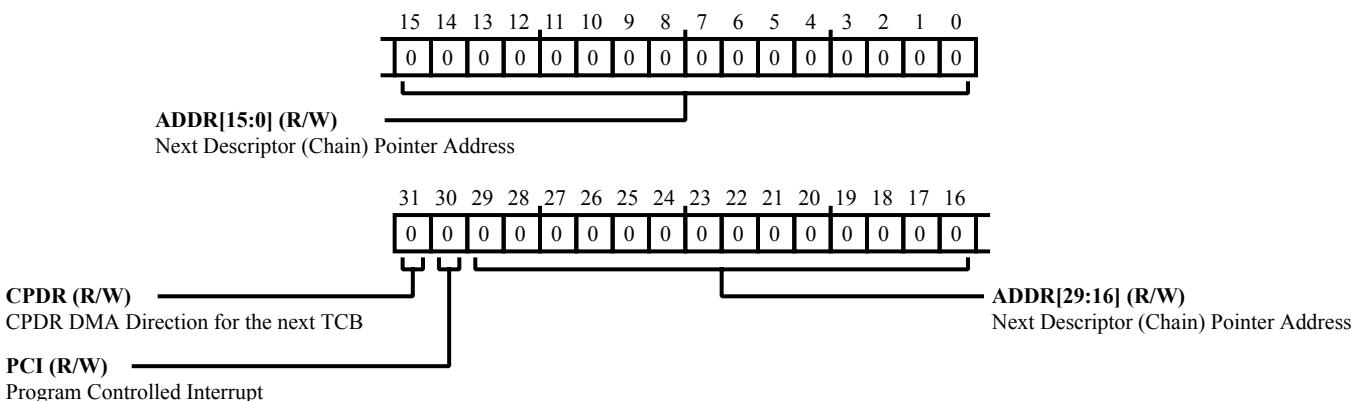 15 14 13 12 11 10 9 8 7 6 5 4 3 2 1 0
0 0 0 0 0 0 0 0 0 0 0 0 0 0 0 0
ADDR[15:0] (R/W)
Next Descriptor (Chain) Pointer Address
31 30 29 28 27 26 25 24 23 22 21 20 19 18 17 16
0 0 0 0 0 0 0 0 0 0 0 0 0 0 0 0
CPDR (R/W)
CPDR DMA Direction for the next TCB
ADDR[29:16] (R/W)
Next Descriptor (Chain) Pointer Address
PCI (R/W)
Program Controlled Interrupt